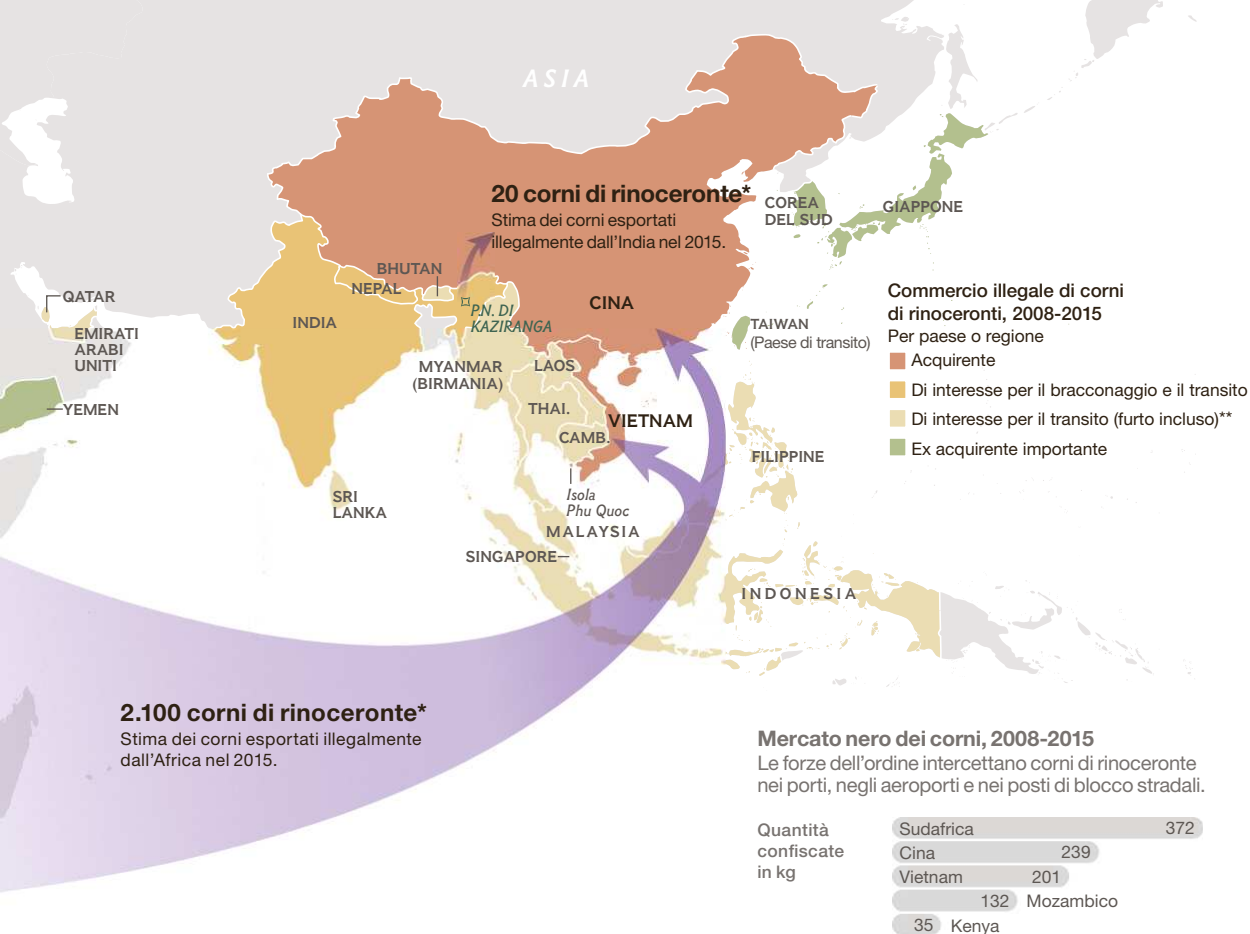 ASIA
20 corni di rinoceronte*
Stima dei corni esportati
illegalmente dall'India nel 2015.
COREA
DEL SUD
GIAPPONE
BHUTAN
NEPAL
QATAR
EMIRATI
ARABI
UNITI
INDIA
P.N. DI
KAZIRANGA
CINA
TAIWAN
(Paese di transito)
Commercio illegale di corni
di rinoceronti, 2008-2015
Per paese o regione
Acquirente
Di interesse per il bracconaggio e il transito
Di interesse per il transito (furto incluso)**
Ex acquirente importante
MYANMAR
(BIRMANIA)
LAOS
YEMEN
THAI.
VIETNAM
CAMB.
FILIPPINE
SRI
LANKA
Isola
Phu Quoc
MALAYSIA
SINGAPORE
INDONESIA
2.100 corni di rinoceronte*
Stima dei corni esportati illegalmente
dall'Africa nel 2015.
Mercato nero dei corni, 2008-2015
Le forze dell'ordine intercettano corni di rinoceronte
nei porti, negli aeroporti e nei posti di blocco stradali.
Quantità
confiscate
in kg
Sudafrica 372
Cina 239
Vietnam 201
132 Mozambico
35 Kenya